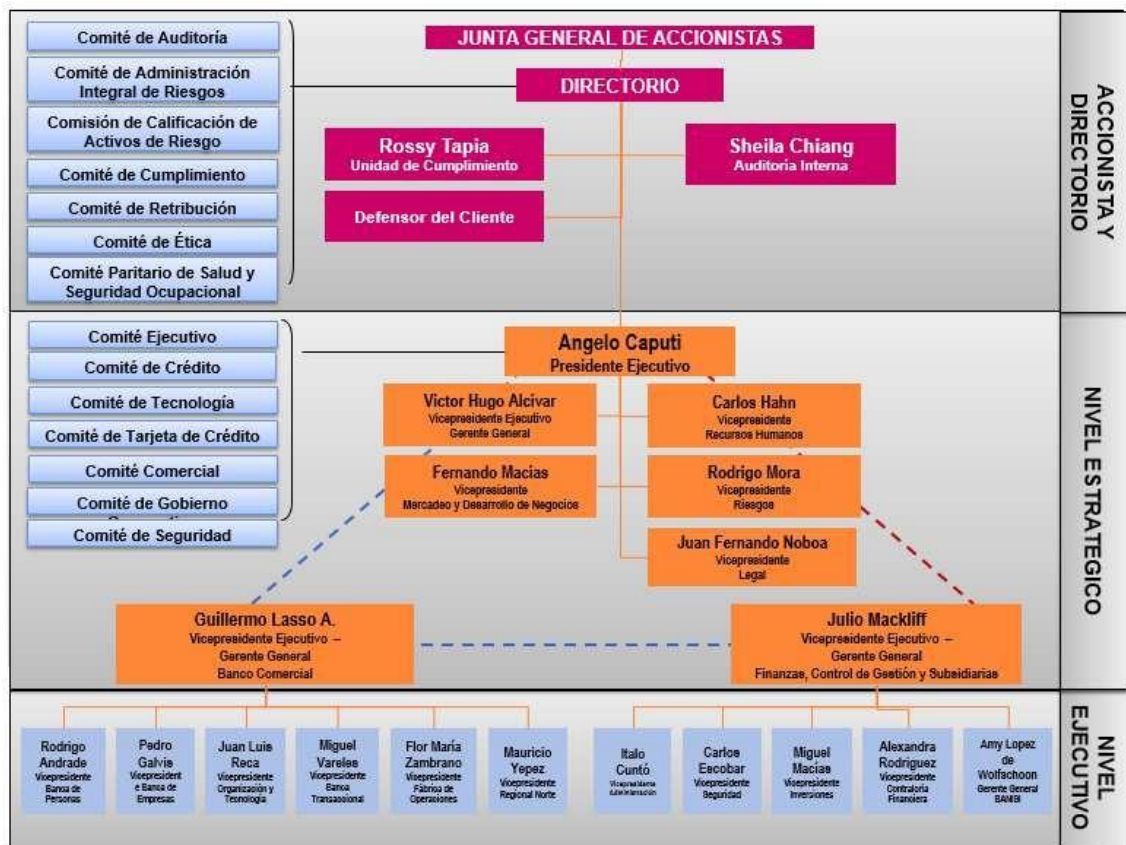 Comité de Auditoría
Comité de Administración
Integral de Riesgos
Comisión de Calificación de
Activos de Riesgo
Comité de Cumplimiento
Comité de Retribución
Comité de Ética
Comité Paritario de Salud y
Seguridad Ocupacional
JUNTA GENERAL DE ACCIONISTAS
DIRECTORIO
Rossy Tapia
Unidad de Cumplimiento
Sheila Chiang
Auditoria Interna
Defensor del Cliente
ACCIONISTA Y
DIRECTORIO
Comité Ejecutivo
Comité de Crédito
Comité de Tecnología
Comité de Tarjeta de Crédito
Comité Comercial
Comité de Gobierno
Comité de Seguridad
Angelo Caputi
Presidente Ejecutivo
Victor Hugo Alcivar
Vicepresidente Ejecutivo
Gerente General
Carlos Hahn
Vicepresidente
Recursos Humanos
Fernando Macias
Vicepresidente
Mercadeo y Desarrollo de Negocios
Rodrigo Mora
Vicepresidente
Riesgos
Juan Fernando Noboa
Vicepresidente
Legal
Guillermo Lasso A.
Vicepresidente Ejecutivo –
Gerente General
Banco Comercial
Julio Mackliff
Vicepresidente Ejecutivo –
Gerente General
Finanzas, Control de Gestión y Subsidiarias
NIVEL ESTRATEGICO
Rodrigo
Andrade
Vicepresidente
Banca de
Personas
Pedro
Galvis
Vicepresident
e Banca de
Empresas
Juan Luis
Reca
Vicepresidente
Organización y
Tecnología
Miguel
Vareles
Vicepresidente
Banca
Transaccional
Flor María
Zambrano
Vicepresidente
Fábrica de
Operaciones
Mauricio
Yepez
Vicepresidente
Regional Norte
Italo
Cuntó
Vicepresidente
Administración
Carlos
Escobar
Vicepresidente
Seguridad
Miguel
Macías
Vicepresidente
Inversiones
Alexandra
Rodriguez
Vicepresidente
Contraloría
Financiera
Amy Lopez
de
Wolfachoon
Gerente General
BANISI
NIVEL
EJECUTIVO